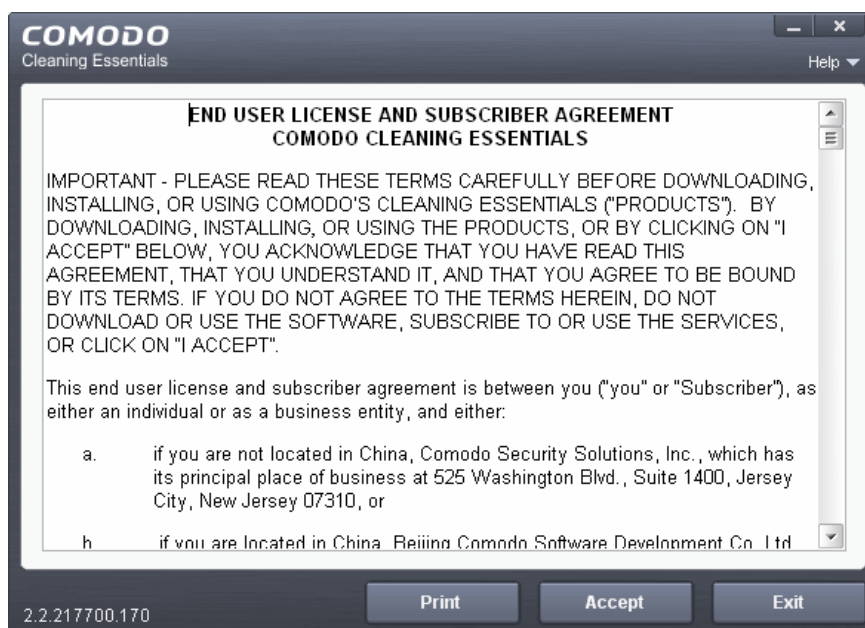 COMODO
Cleaning Essentials
Help
END USER LICENSE AND SUBSCRIBER AGREEMENT
COMODO CLEANING ESSENTIALS
IMPORTANT - PLEASE READ THESE TERMS CAREFULLY BEFORE DOWNLOADING,
INSTALLING, OR USING COMODO'S CLEANING ESSENTIALS ("PRODUCTS"). BY
DOWNLOADING, INSTALLING, OR USING THE PRODUCTS, OR BY CLICKING ON "I
ACCEPT" BELOW, YOU ACKNOWLEDGE THAT YOU HAVE READ THIS
AGREEMENT, THAT YOU UNDERSTAND IT, AND THAT YOU AGREE TO BE BOUND
BY ITS TERMS. IF YOU DO NOT AGREE TO THE TERMS HEREIN, DO NOT
DOWNLOAD OR USE THE SOFTWARE, SUBSCRIBE TO OR USE THE SERVICES,
OR CLICK ON "I ACCEPT".
This end user license and subscriber agreement is between you ("you" or "Subscriber"), as
either an individual or as a business entity, and either:
a. if you are not located in China, Comodo Security Solutions, Inc., which has
its principal place of business at 525 Washington Blvd., Suite 1400, Jersey
City, New Jersey 07310, or
b. if you are located in China, Beijing Comodo Software Development Co. Ltd
2.2.217700.170
Print
Accept
Exit